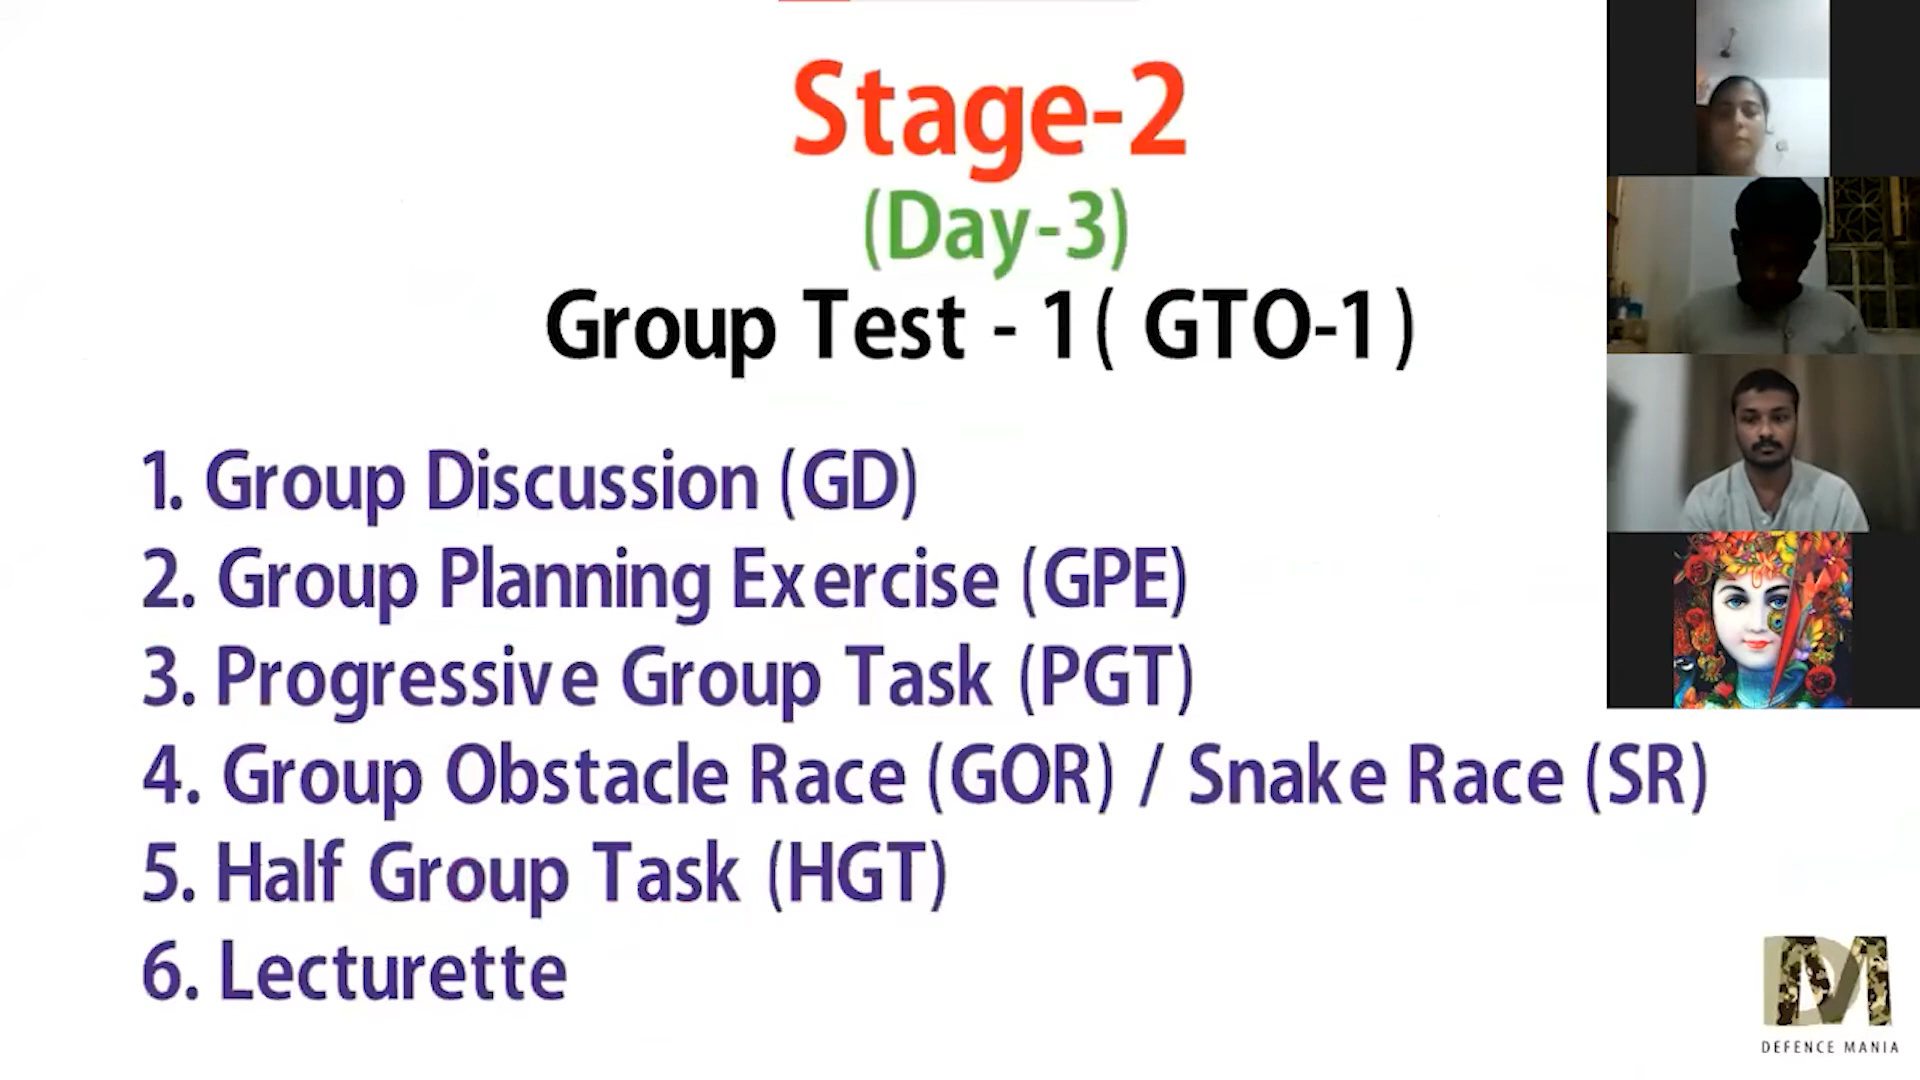 Stage-2
(Day-3)
Group Test - 1( GTO-1)
1. Group Discussion (GD)
2. Group Planning Exercise (GPE)
3. Progressive Group Task (PGT)
4. Group Obstacle Race (GOR) / Snake Race (SR)
5. Half Group Task (HGT)
6. Lecturette
DM
DEFENCE MANIA